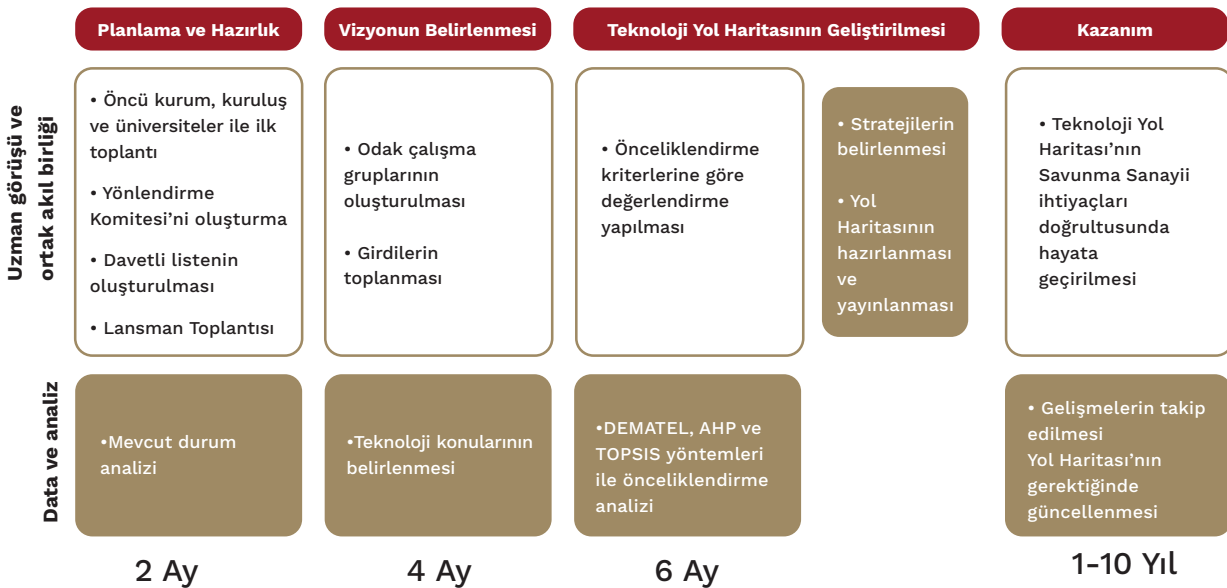 Planlama ve Hazırlık
Vizyonun Belirlenmesi
Teknoloji Yol Haritasının Geliştirilmesi
Kazanım
Uzman görüşü ve
ortak akıl birliği
• Öncü kurum, kuruluş
ve üniversiteler ile ilk
toplantı
• Yönlendirme
Komitesi’ni oluşturma
• Davetli listenin
oluşturulması
• Lansman Toplantısı
• Odak çalışma
gruplarının
oluşturulması
• Girdilerin
toplanması
• Önceliklendirme
kriterlerine göre
değerlendirme
yapılması
• Stratejilerin
belirlenmesi
• Yol
Haritasının
hazırlanması
ve
yayınlanması
• Teknoloji Yol
Haritası’nın
Savunma Sanayii
ihtiyaçları
doğrultusunda
hayata
geçirilmesi
Data ve analiz
•Mevcut durum
analizi
•Teknoloji konularının
belirlenmesi
•DEMATEL, AHP ve
TOPSIS yöntemleri
ile önceliklendirme
analizi
• Gelişmelerin takip
edilmesi
Yol Haritası’nın
gerektiğinde
güncellenmesi
2 Ay
4 Ay
6 Ay
1-10 Yıl